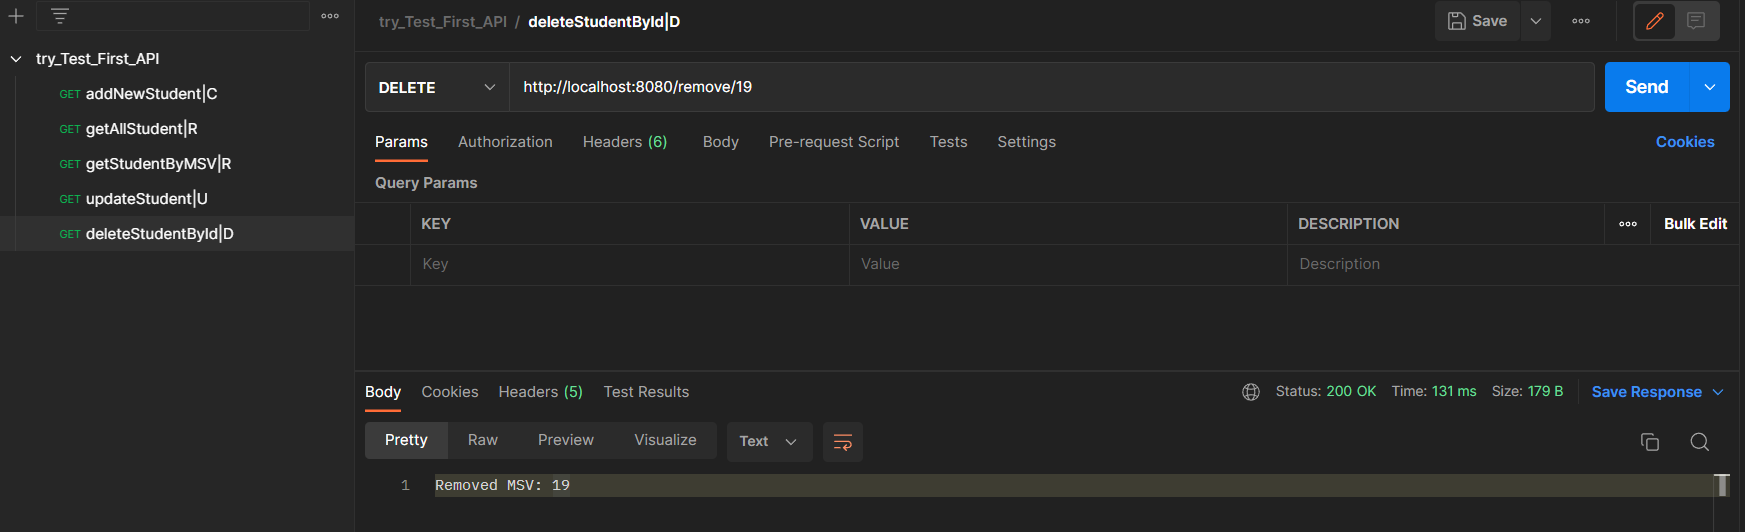 try_Test_First_API / deleteStudentById|D
Save
try_Test_First_API
GET addNewStudent|C
GET getAllStudent|R
GET getStudentByMSV|R
GET updateStudent|U
GET deleteStudentById|D
DELETE http://localhost:8080/remove/19 Send
Params Authorization Headers (6) Body Pre-request Script Tests Settings Cookies
Query Params
KEY VALUE DESCRIPTION Bulk Edit
Key Value Description
Body Cookies Headers (5) Test Results Status: 200 OK Time: 131 ms Size: 179 B Save Response
Pretty Raw Preview Visualize Text
1 Removed MSV: 19